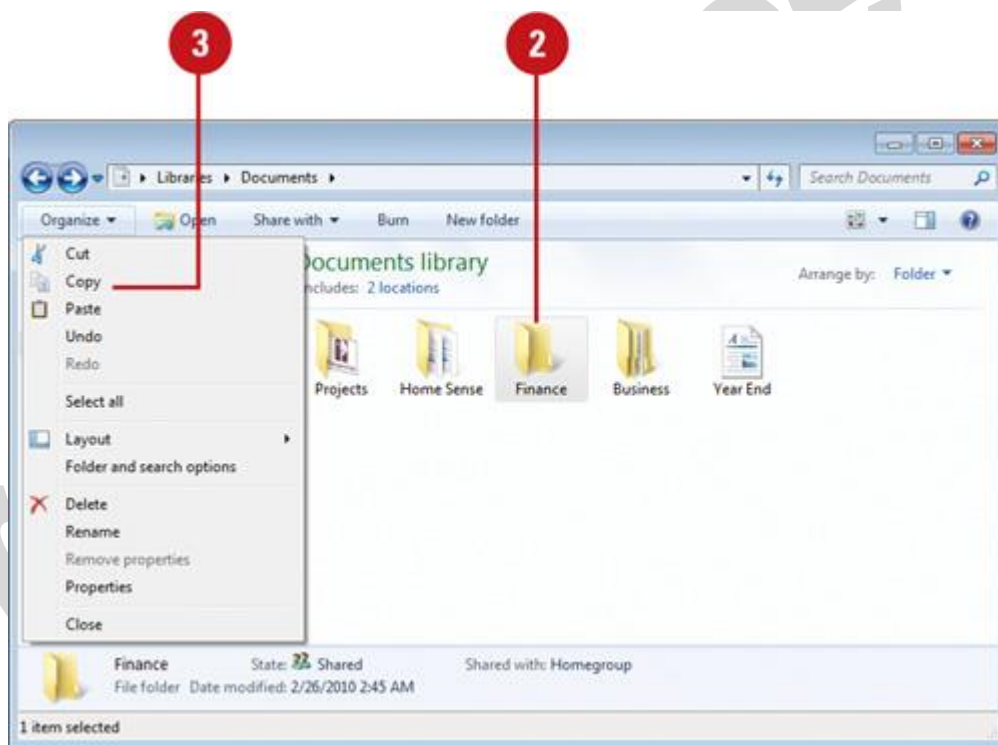 3 2
Libraries Documents Search Documents
Organize Open Share with Burn New folder
Cut
Copy
Paste
Undo
Redo
Select all
Layout
Folder and search options
Delete
Rename
Remove properties
Properties
Close
ocuments library
ncludes: 2 locations
Arrange by: Folder
Projects Home Sense Finance Business Year End
Finance State: Shared Shared with: Homegroup
File folder Date modified: 2/26/2010 2:45 AM
1 item selected